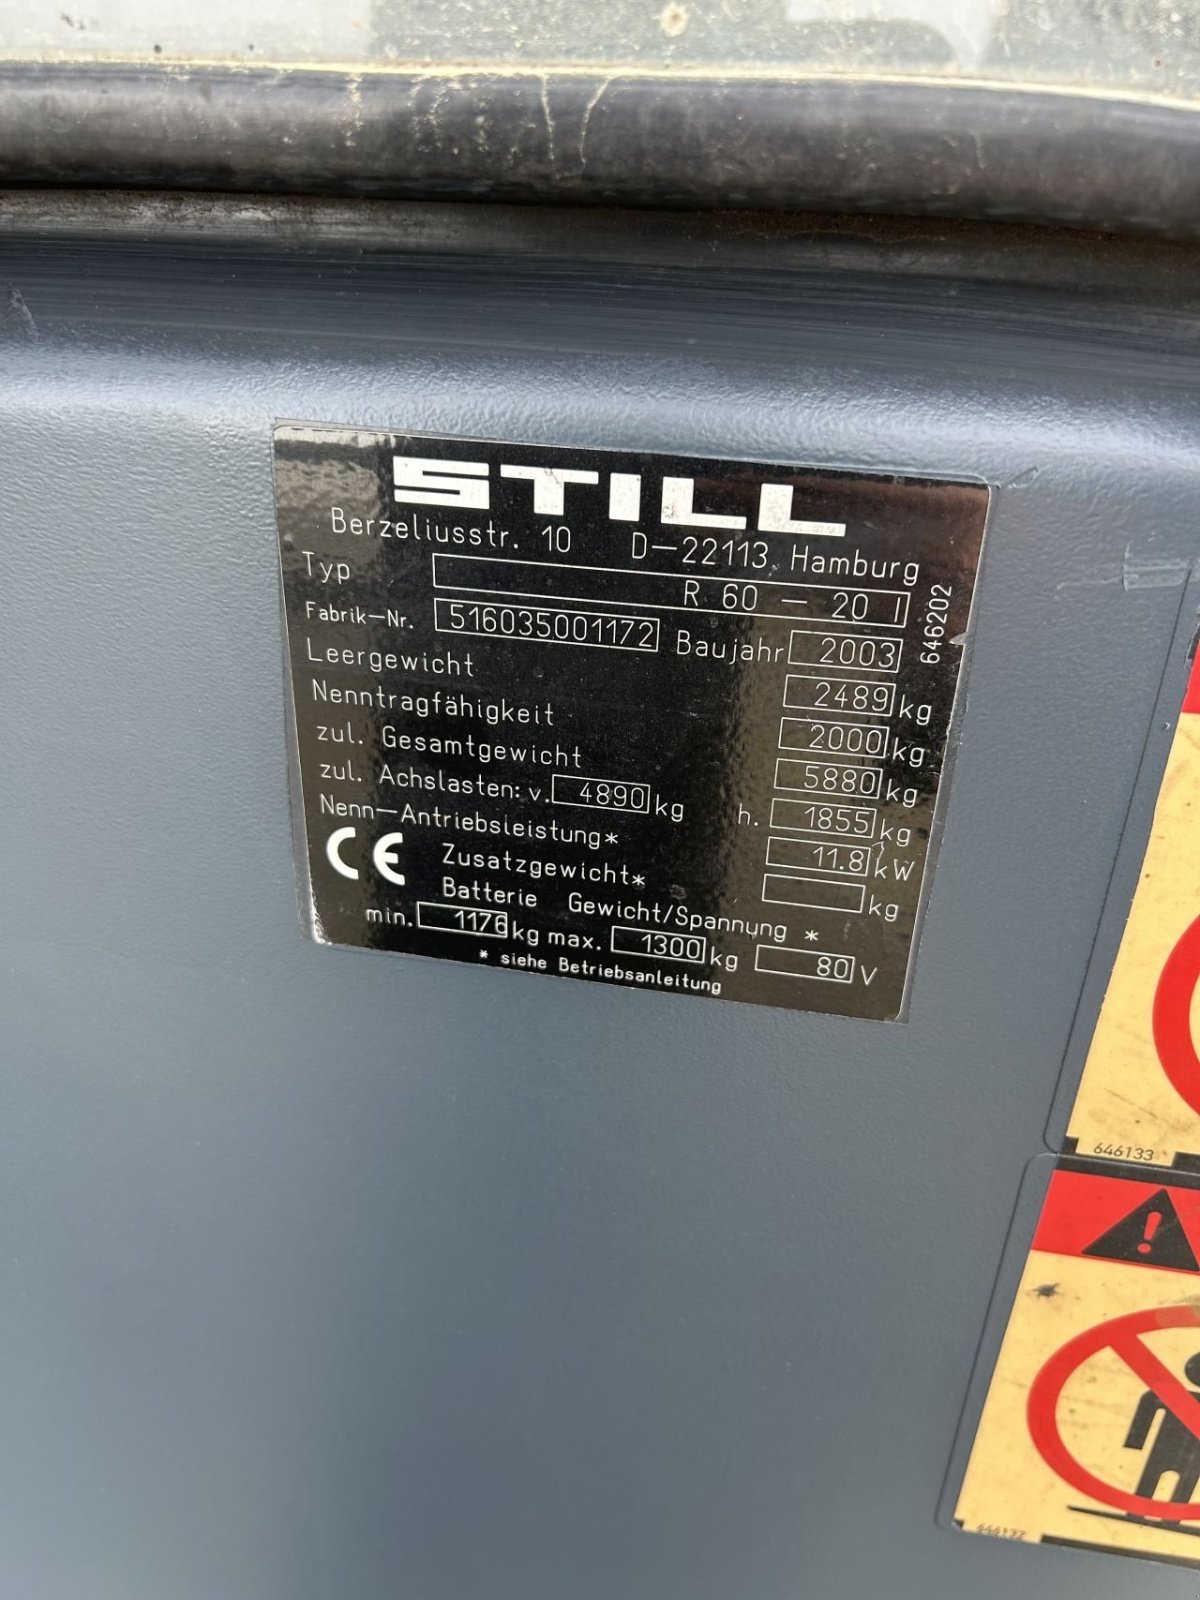 STILL
Berzeliusstr. 10 D-22113, Hamburg
Typ R 60 - 20 I
Fabrik-Nr. 516035001172 Baujahr 2003
646202
Leergewicht 2489 kg
Nenntragfähigkeit 2000 kg
zul. Gesamtgewicht 5880 kg
zul. Achslasten: v. 4890 kg h. 1855 kg
Nenn-Antriebsleistung* 11.8 kW
CE Zusatzgewicht* kg
Batterie Gewicht/Spannung *
min. 1176 kg max. 1300 kg 80 V
* siehe Betriebsanleitung
646133
646132